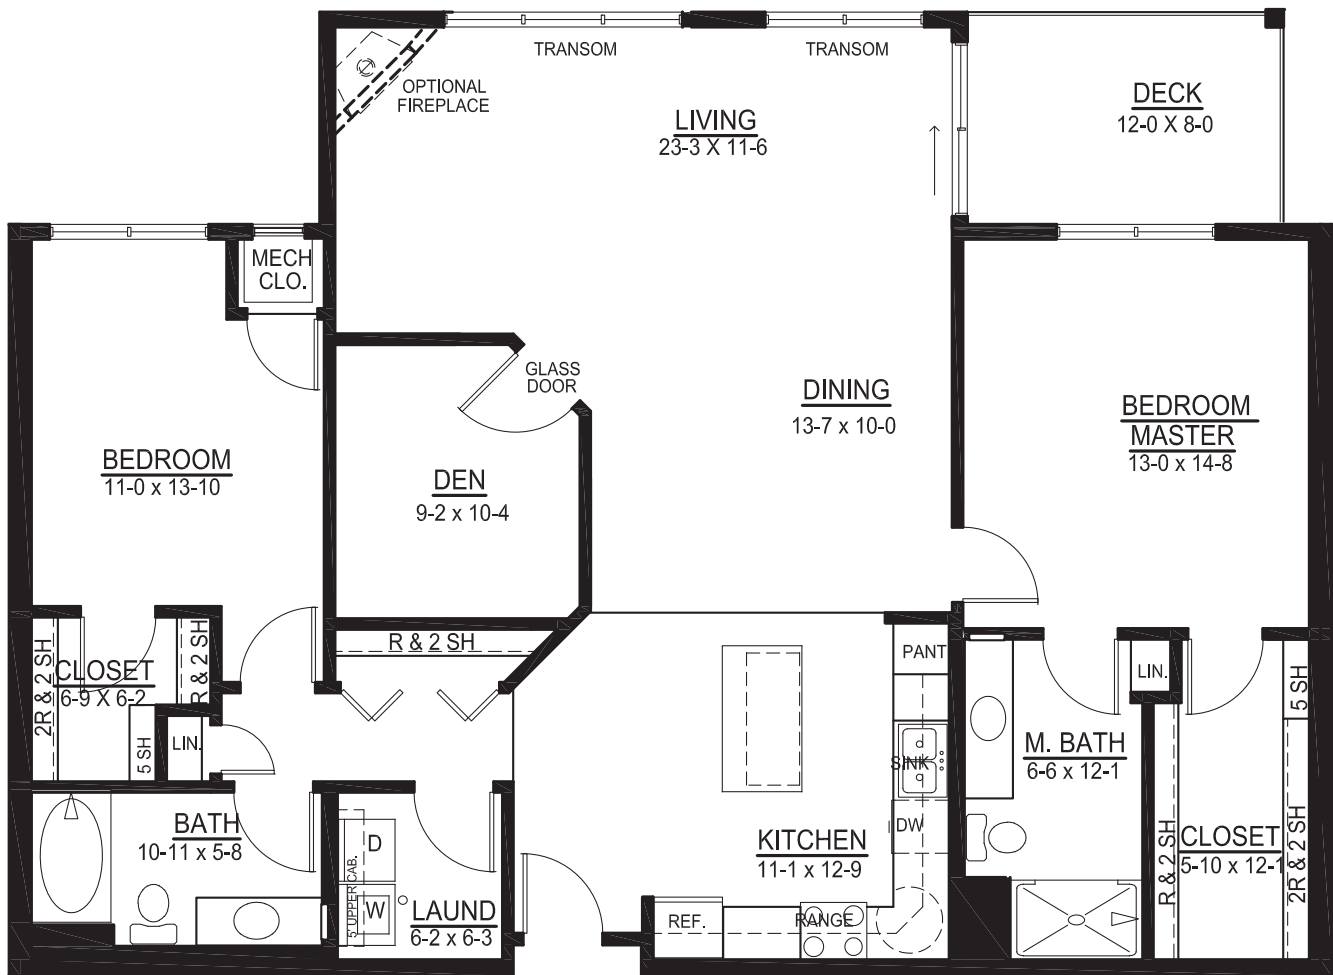 TRANSOM
TRANSOM
OPTIONAL
FIREPLACE
LIVING
23-3 X 11-6
DECK
12-0 X 8-0
MECH
CLO.
GLASS
DOOR
DINING
13-7 x 10-0
BEDROOM
MASTER
13-0 x 14-8
BEDROOM
11-0 x 13-10
DEN
9-2 x 10-4
R & 2 SH
2R & 2 SH
CLOSET
6-9 X 6-2
R & 2 SH
5 SH
LIN.
PANT
SINK
DW
LIN.
5 SH
M. BATH
6-6 x 12-1
R & 2 SH
CLOSET
5-10 x 12-1
2R & 2 SH
BATH
10-11 x 5-8
5' UPPER CAB.
D
W
LAUND
6-2 x 6-3
KITCHEN
11-1 x 12-9
REF.
RANGE